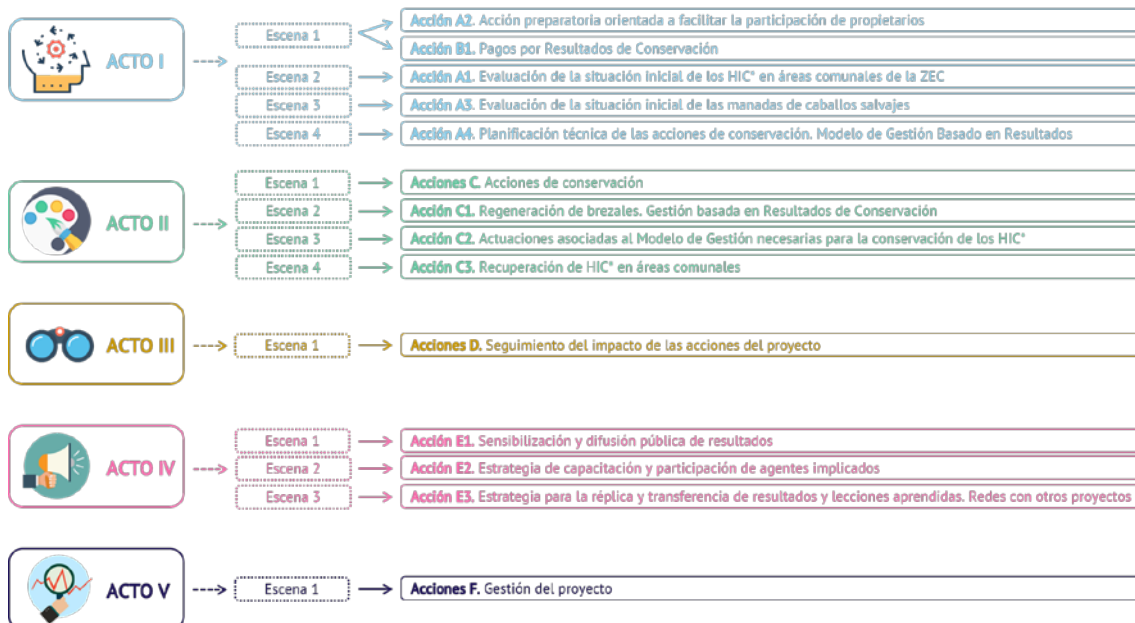 ACTO I
Escena 1
Acción A2. Acción preparatoria orientada a facilitar la participación de propietarios
Acción B1. Pagos por Resultados de Conservación
Escena 2
Acción A1. Evaluación de la situación inicial de los HIC* en áreas comunales de la ZEC
Escena 3
Acción A3. Evaluación de la situación inicial de las manadas de caballos salvajes
Escena 4
Acción A4. Planificación técnica de las acciones de conservación. Modelo de Gestión Basado en Resultados
ACTO II
Escena 1
Acciones C. Acciones de conservación
Escena 2
Acción C1. Regeneración de brezales. Gestión basada en Resultados de Conservación
Escena 3
Acción C2. Actuaciones asociadas al Modelo de Gestión necesarias para la conservación de los HIC*
Escena 4
Acción C3. Recuperación de HIC* en áreas comunales
ACTO III
Escena 1
Acciones D. Seguimiento del impacto de las acciones del proyecto
ACTO IV
Escena 1
Acción E1. Sensibilización y difusión pública de resultados
Escena 2
Acción E2. Estrategia de capacitación y participación de agentes implicados
Escena 3
Acción E3. Estrategia para la réplica y transferencia de resultados y lecciones aprendidas. Redes con otros proyectos
ACTO V
Escena 1
Acciones F. Gestión del proyecto